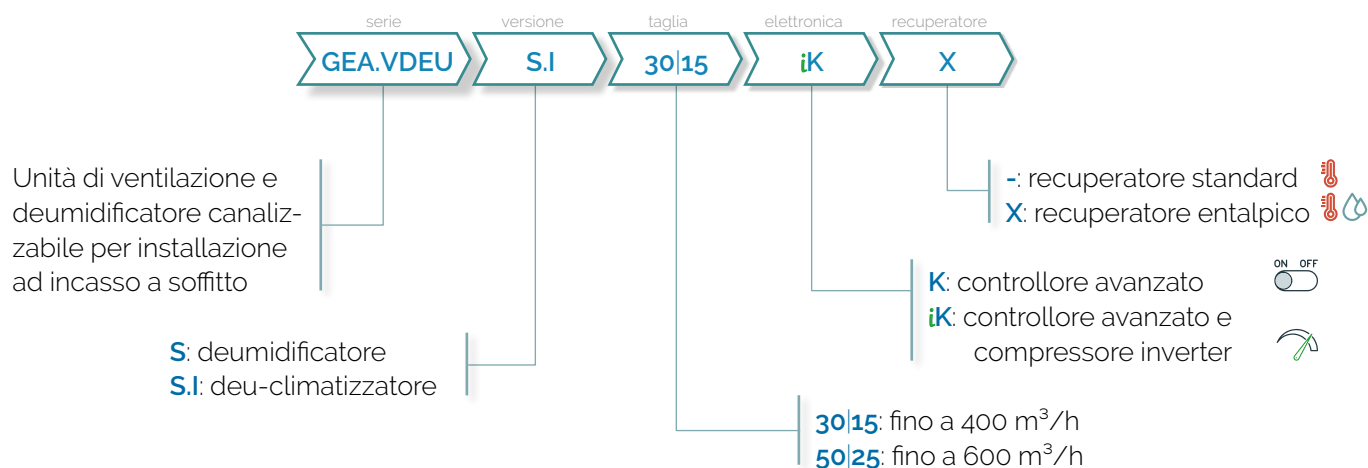 serie versione taglia elettronica recuperatore
GEA.VDEU S.I 30|15 iK X
Unità di ventilazione e
deumidificatore canaliz-
zabile per installazione
ad incasso a soffitto
-: recuperatore standard
X: recuperatore entalpico
ON OFF
K: controllore avanzato
iK: controllore avanzato e
compressore inverter
S: deumidificatore
S.I: deu-climatizzatore
30|15: fino a 400 m³/h
50|25: fino a 600 m³/h